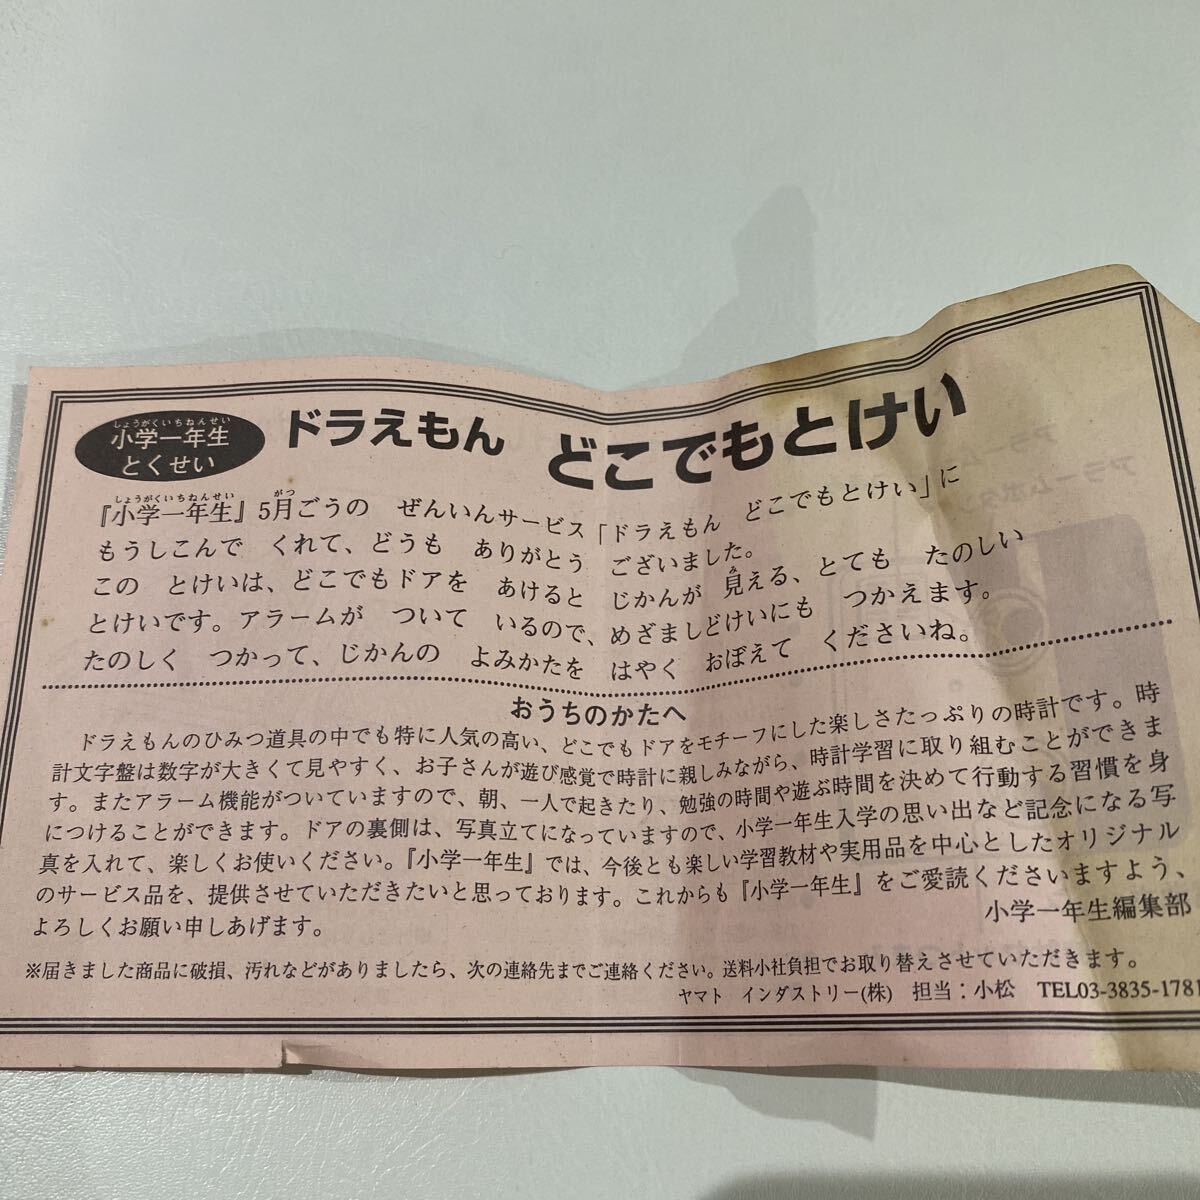 しょうがくいちねんせい
小学一年生
とくせい
ドラえもん どこでもとけい
しょうがくいちねんせい がつ
『小学一年生』5月ごうの ぜんいんサービス「ドラえもん どこでもとけい」に
もうしこんで くれて、どうも ありがとう ございました。
み
この とけいは、どこでもドアを あけると じかんが 見える、とても たのしい
とけいです。アラームが ついて いるので、めざましどけいにも つかえます。
たのしく つかって、じかんの よみかたを はやく おぼえて くださいね。
おうちのかたへ
ドラえもんのひみつ道具の中でも特に人気の高い、どこでもドアをモチーフにした楽しさたっぷりの時計です。時
計文字盤は数字が大きくて見やすく、お子さんが遊び感覚で時計に親しみながら、時計学習に取り組むことができま
す。またアラーム機能がついていますので、朝、一人で起きたり、勉強の時間や遊ぶ時間を決めて行動する習慣を身
につけることができます。ドアの裏側は、写真立てになっていますので、小学一年生入学の思い出など記念になる写
真を入れて、楽しくお使いください。『小学一年生』では、今後とも楽しい学習教材や実用品を中心としたオリジナル
のサービス品を、提供させていただきたいと思っております。これからも『小学一年生』をご愛読くださいますよう、
よろしくお願い申しあげます。
小学一年生編集部
※届きました商品に破損、汚れなどがありましたら、次の連絡先までご連絡ください。送料小社負担でお取り替えさせていただきます。
ヤマト インダストリー(株) 担当：小松 TEL03-3835-1781